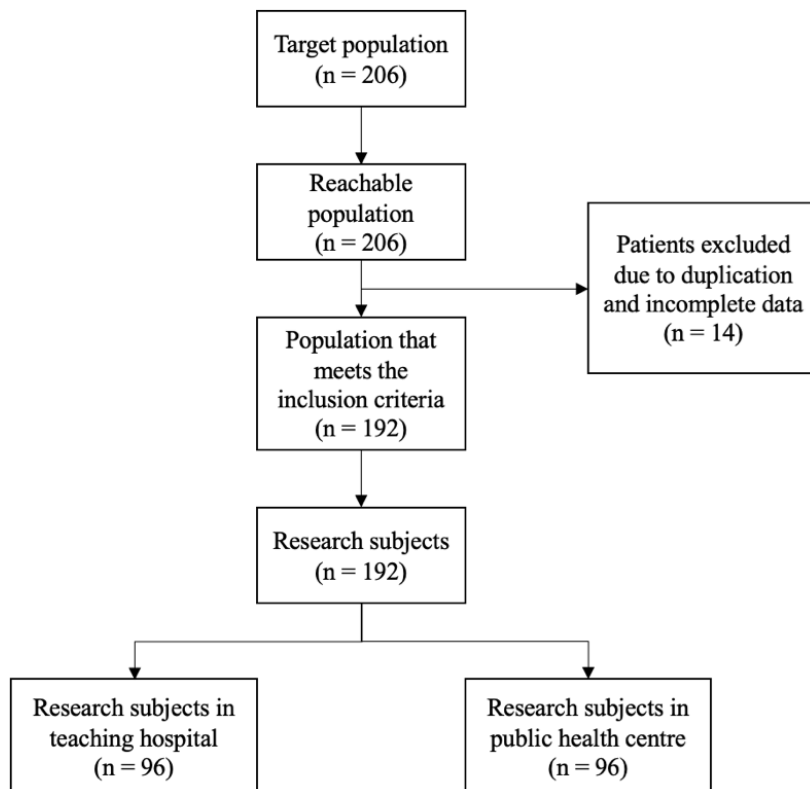 Target population
(n = 206)
Reachable
population
(n = 206)
Patients excluded
due to duplication
and incomplete data
(n = 14)
Population that
meets the
inclusion criteria
(n = 192)
Research subjects
(n = 192)
Research subjects in
teaching hospital
(n = 96)
Research subjects in
public health centre
(n = 96)